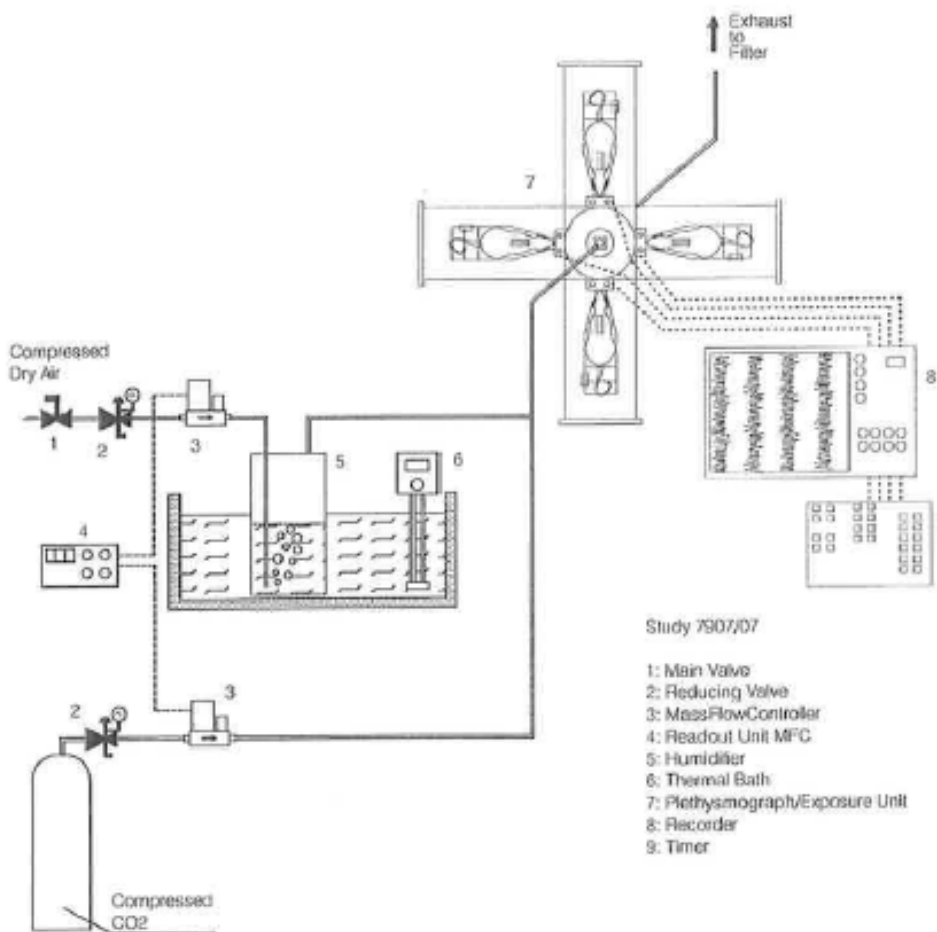 Exhaust
to
Filter
7
Compressed
Dry Air
8
1
2
3
5
6
4
Study 7907/07
1: Main Valve
2: Reducing Valve
3: MassFlowController
4: Readout Unit MFC
5: Humidifier
6: Thermal Bath
7: Plethysmograph/Exposure Unit
8: Recorder
9: Timer
2
3
Compressed
CO2